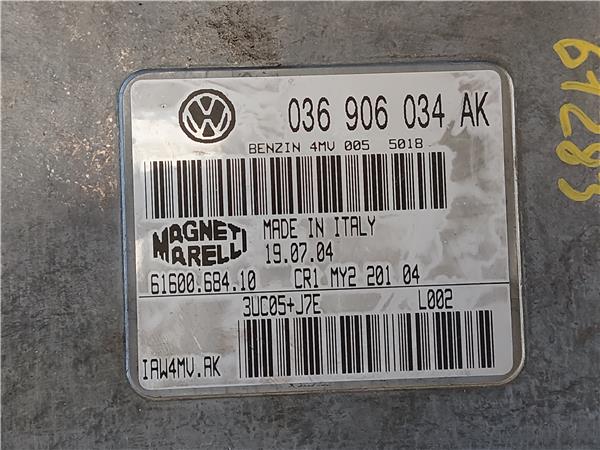 036 906 034 AK
BENZIN 4MV 005 5018
MAGNETI MARELLI
MADE IN ITALY
19.07.04
61600.684.10 CR1 MY2 201 04
3UC05+J7E L002
IAW4MV.AK